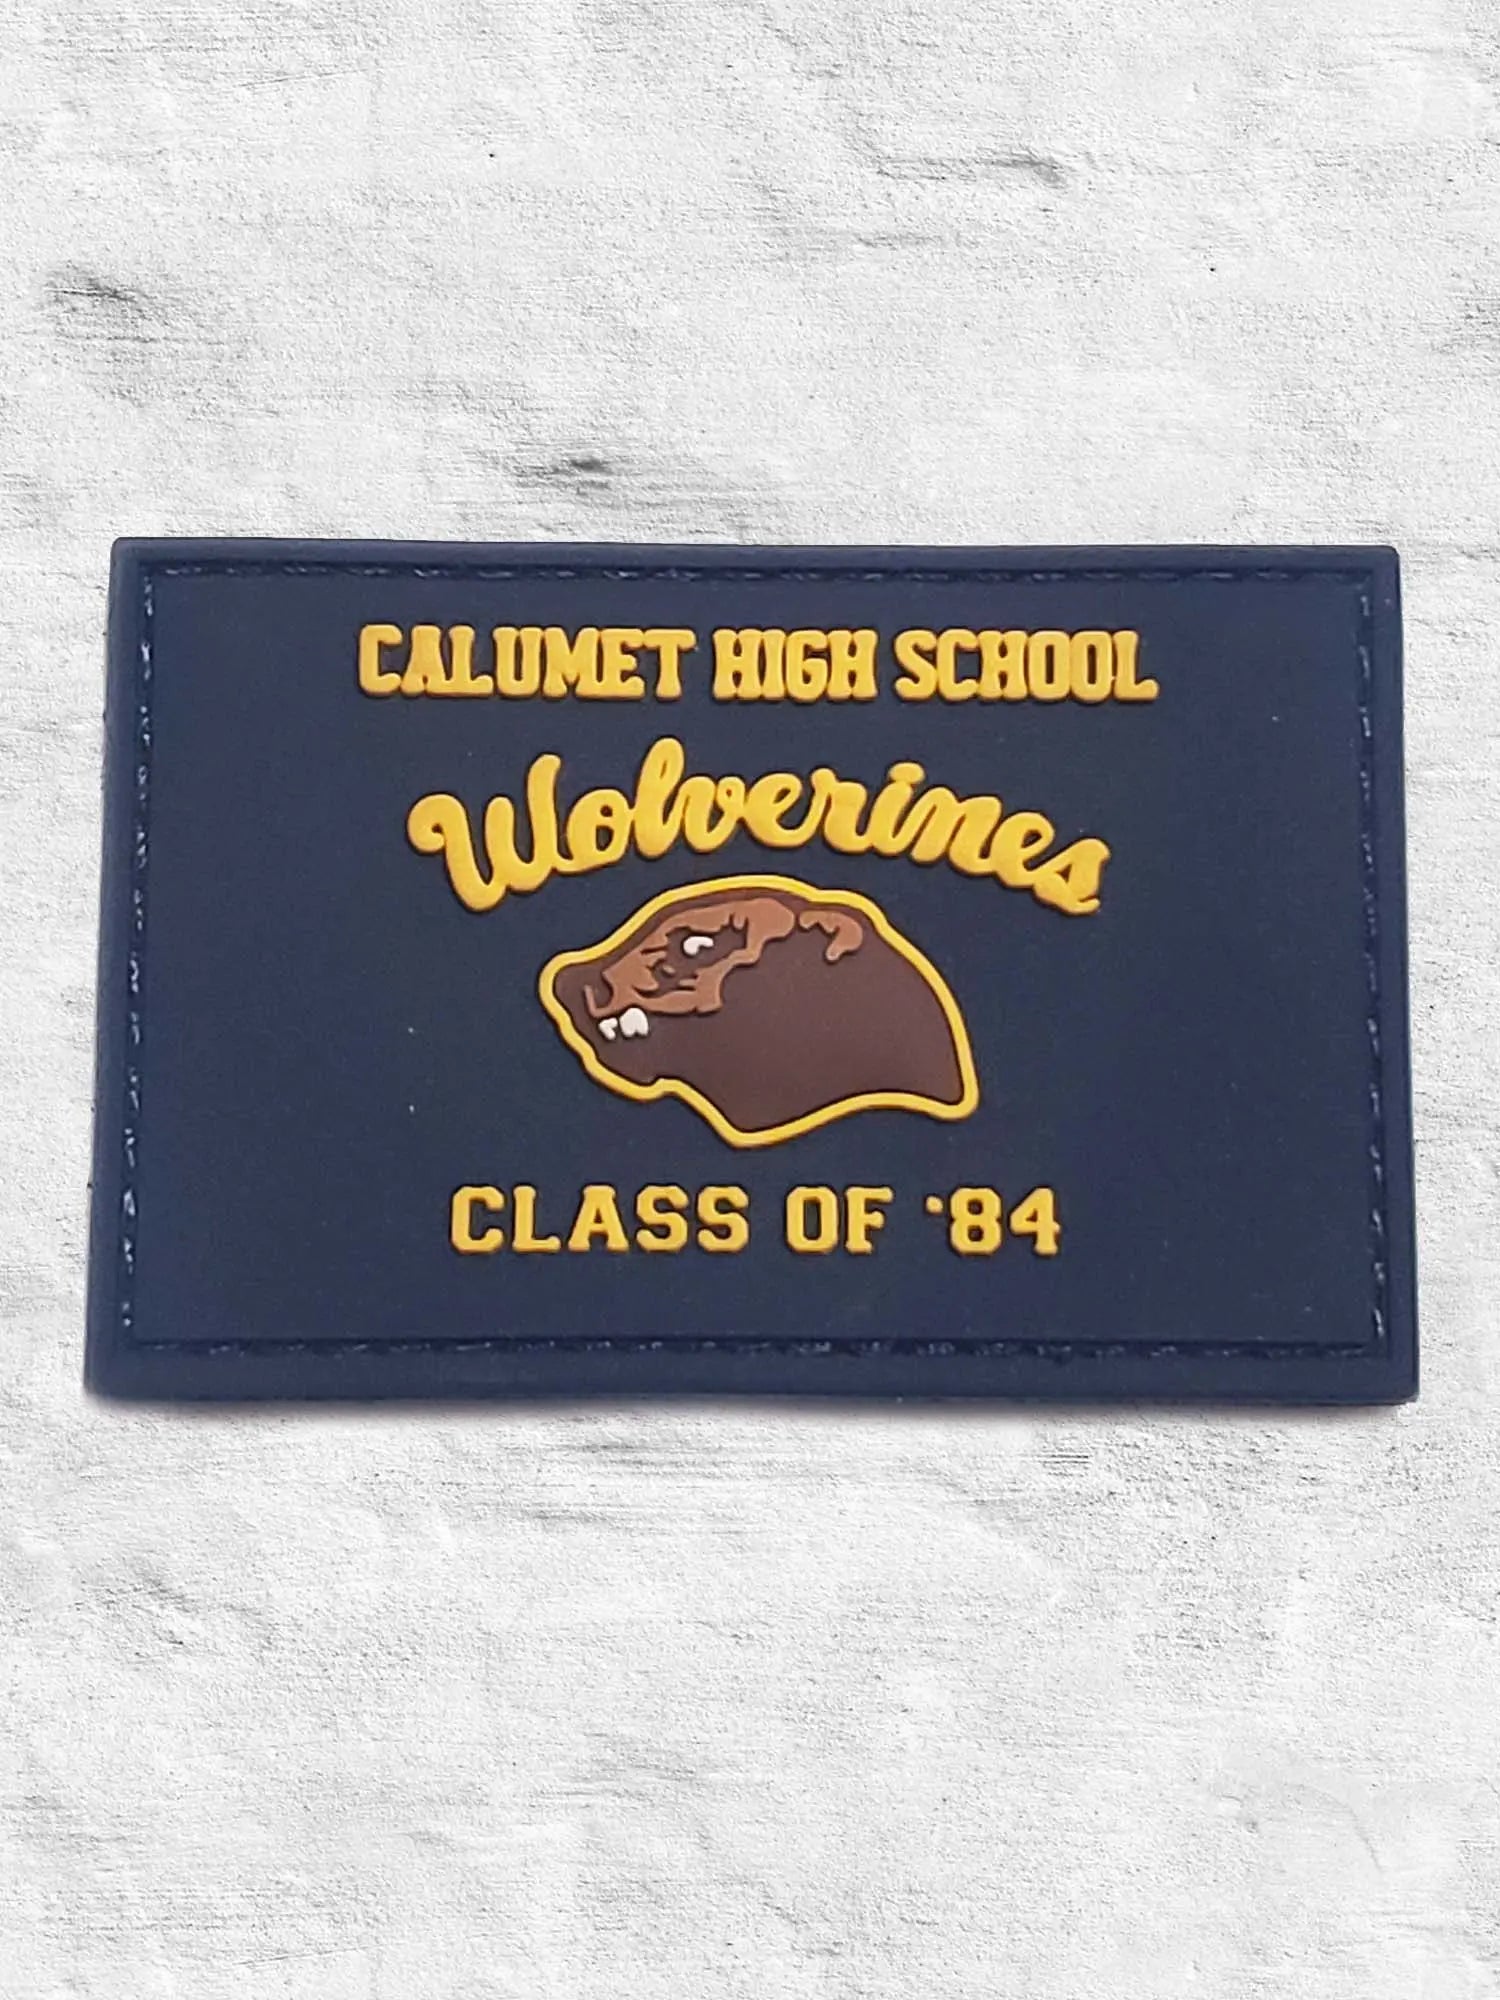 CALUMET HIGH SCHOOL
Wolverines
CLASS OF '84